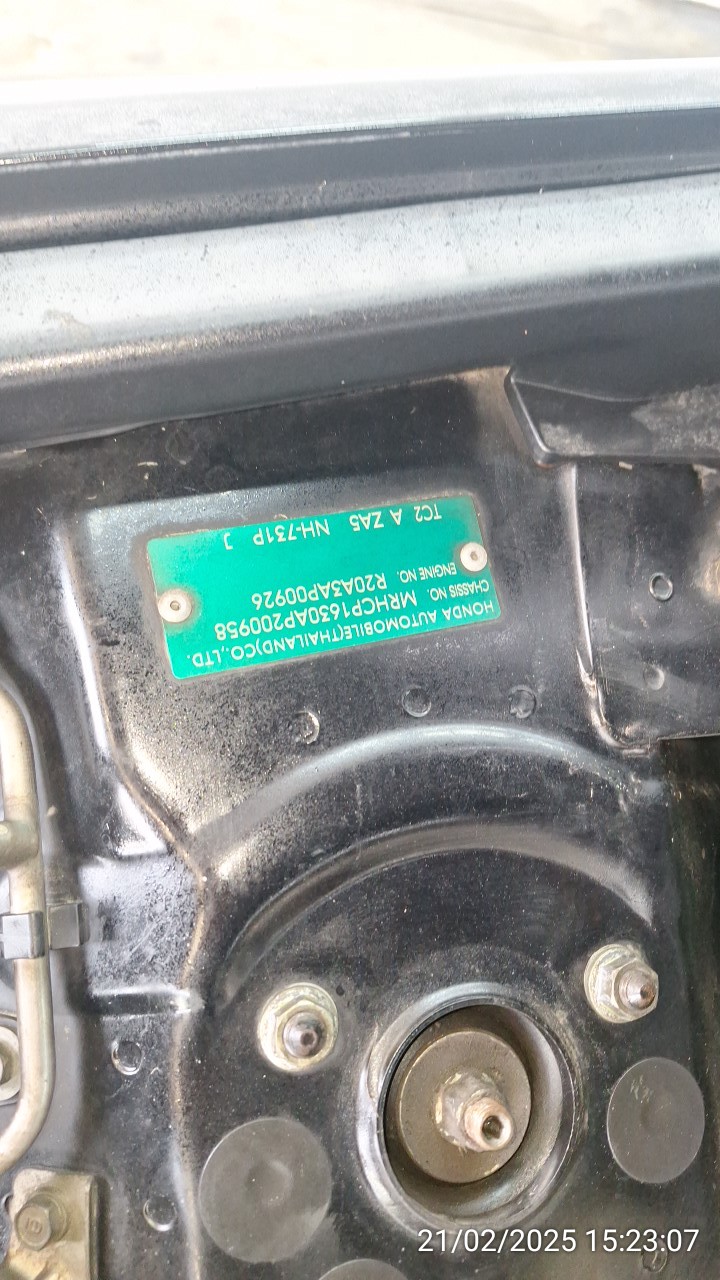 HONDA AUTOMOBILE(THAILAND)CO.,LTD.
CHASSIS NO. MRHCP1630AP200958
ENGINE NO. R20A3AP00926
TC2 A ZA5 NH-731P J
21/02/2025 15:23:07